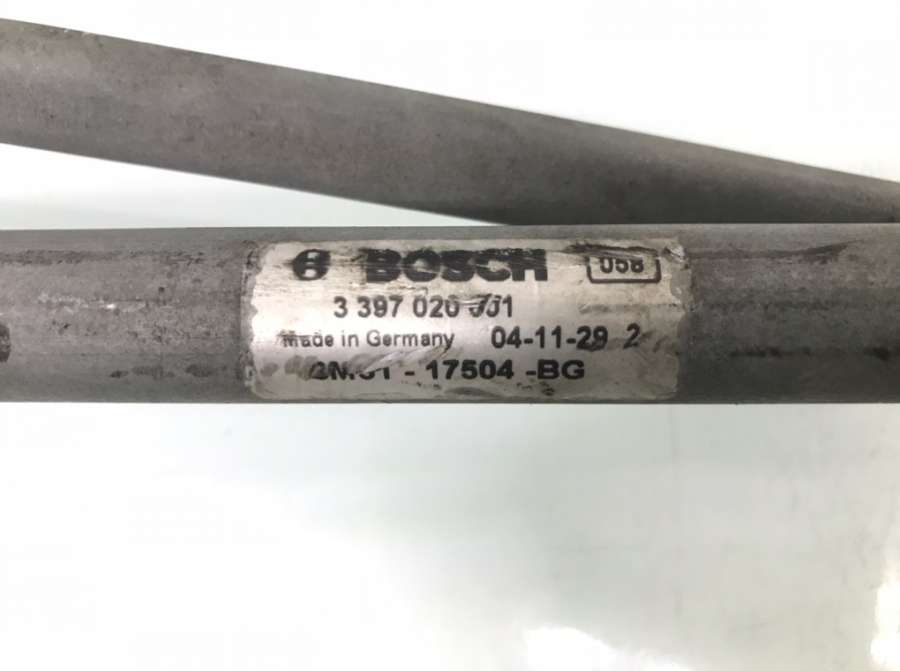 BOSCH 058
3 397 020
Made in Germany 04-11-29 2
- 17504 -BG